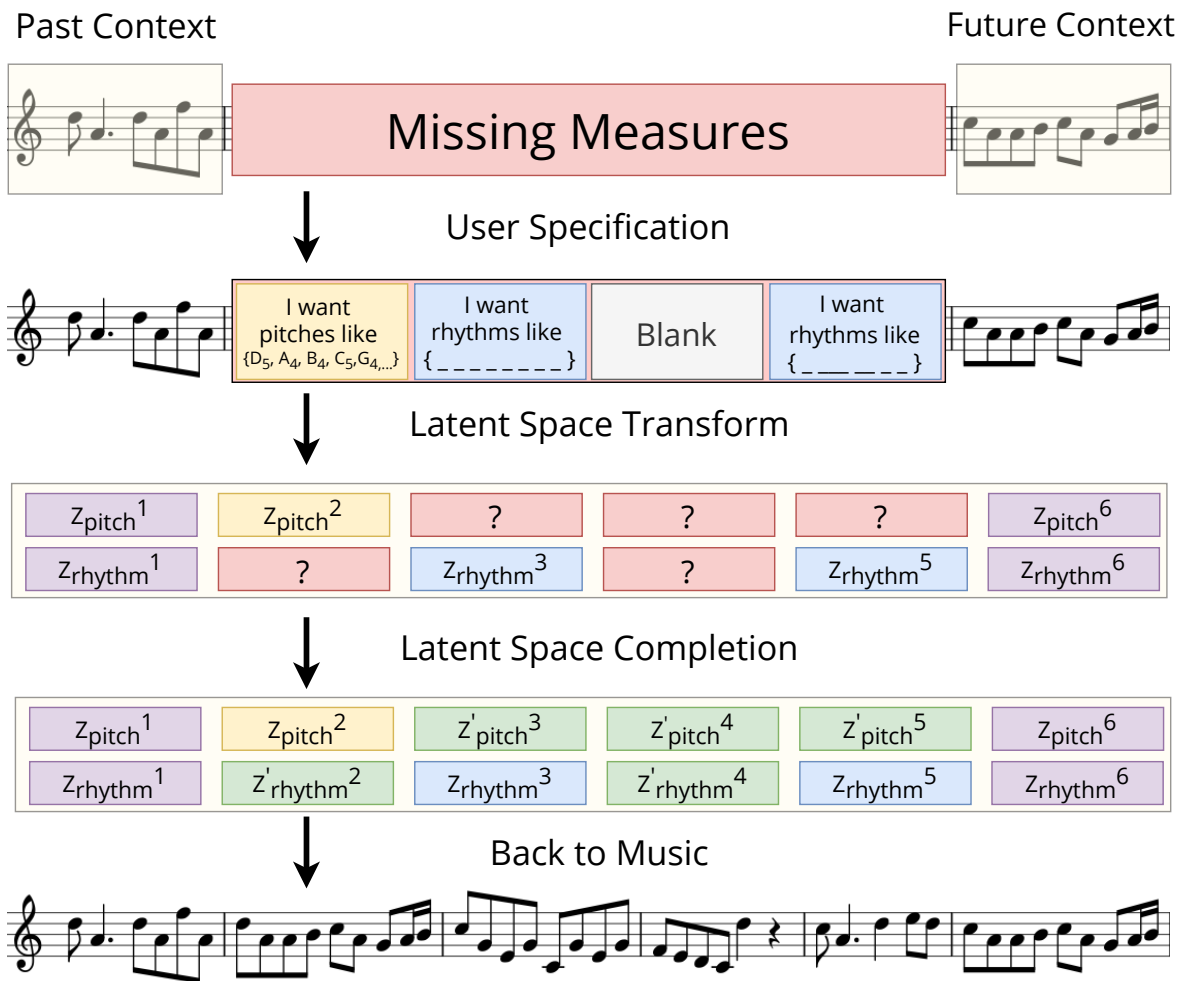 Past Context
Future Context
Missing Measures
User Specification
I want
pitches like
{D₅, A₄, B₄, C₅,G₄,...}
I want
rhythms like
{ _ _ _ _ _ _ _ _ }
Blank
I want
rhythms like
{ _ __ __ _ _ }
Latent Space Transform
Zpitch¹
Zpitch²
?
?
?
Zpitch⁶
Zrhythm¹
?
Zrhythm³
?
Zrhythm⁵
Zrhythm⁶
Latent Space Completion
Zpitch¹
Zpitch²
Z'pitch³
Z'pitch⁴
Z'pitch⁵
Zpitch⁶
Zrhythm¹
Z'rhythm²
Zrhythm³
Z'rhythm⁴
Zrhythm⁵
Zrhythm⁶
Back to Music